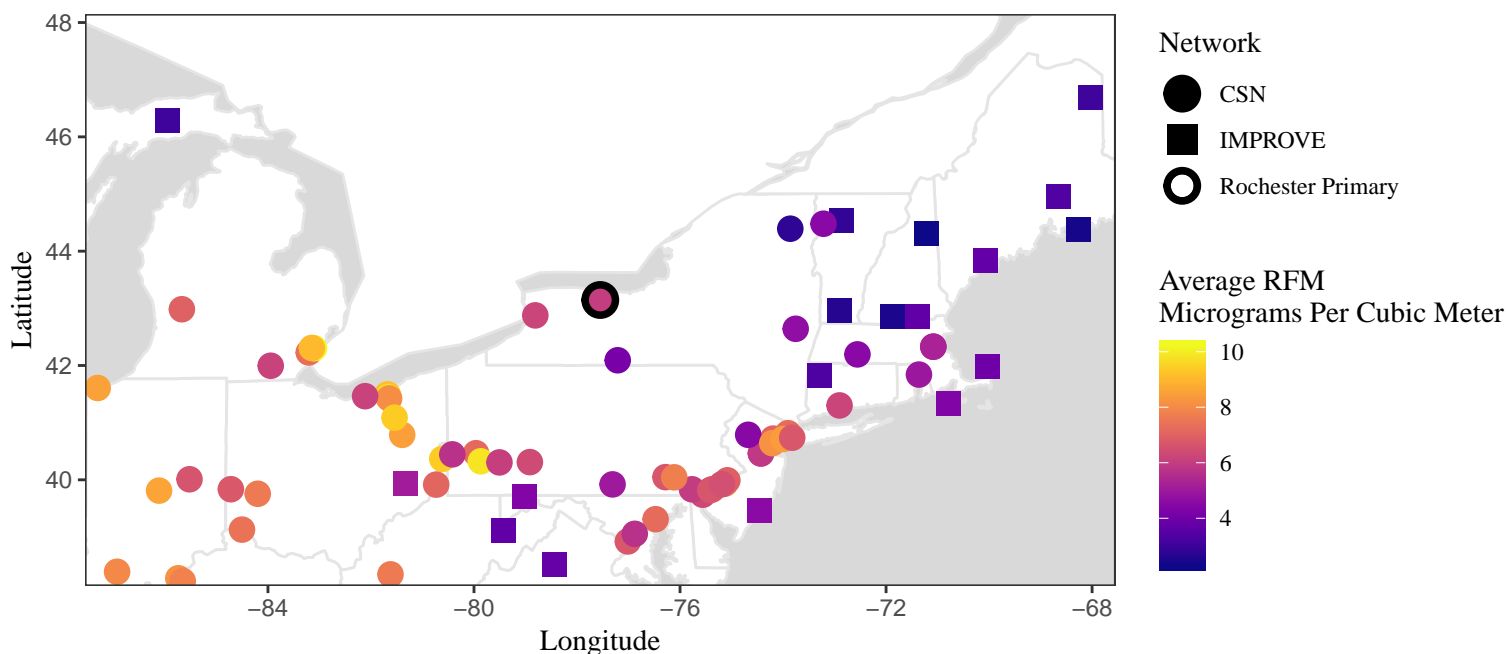 48
46
44
42
40
Latitude
−84
−80
−76
−72
−68
Longitude
Network
CSN
IMPROVE
Rochester Primary
Average RFM
Micrograms Per Cubic Meter
10
8
6
4